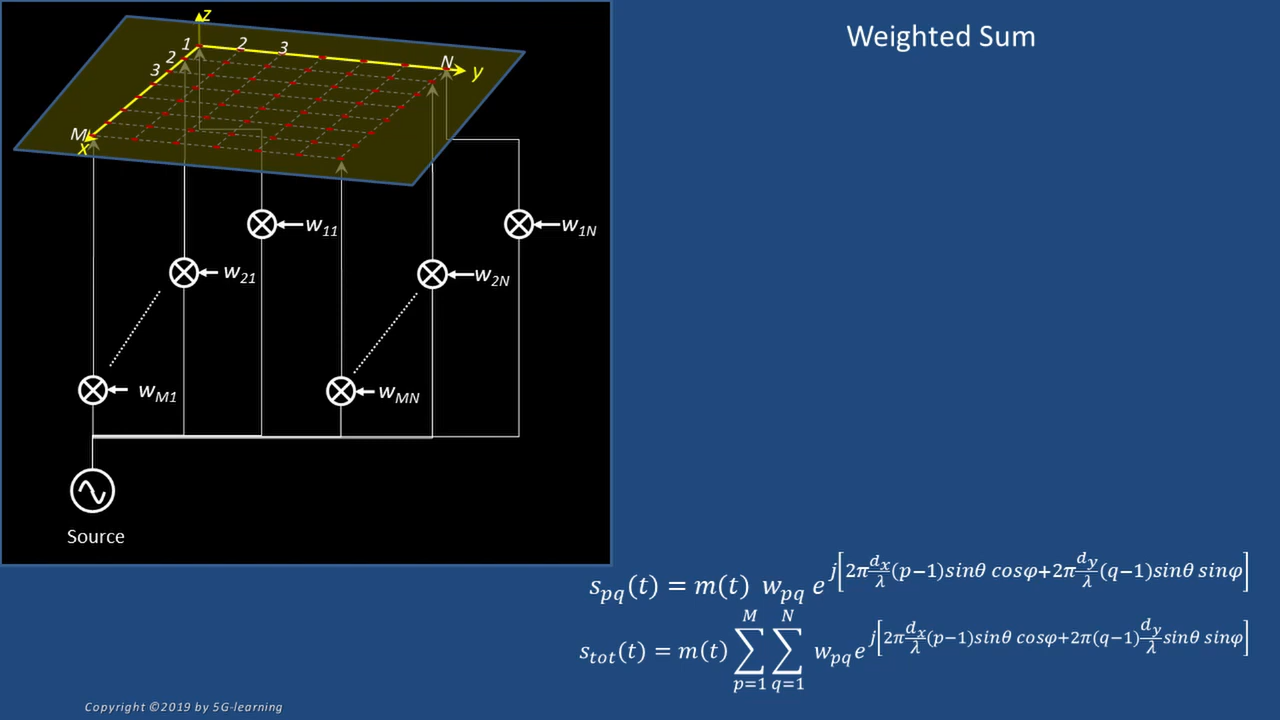 Weighted Sum
z
1 2 3 N y
2
3
M
x
w11 w1N
w21 w2N
wM1 wMN
Source
s_pq(t) = m(t) w_pq e^{j[2π d_x/λ (p−1)sinθ cosφ+2π d_y/λ (q−1)sinθ sinφ]}
s_tot(t) = m(t) ∑_{p=1}^{M} ∑_{q=1}^{N} w_pq e^{j[2π d_x/λ (p−1)sinθ cosφ+2π(q−1) d_y/λ sinθ sinφ]}
Copyright ©2019 by 5G-learning